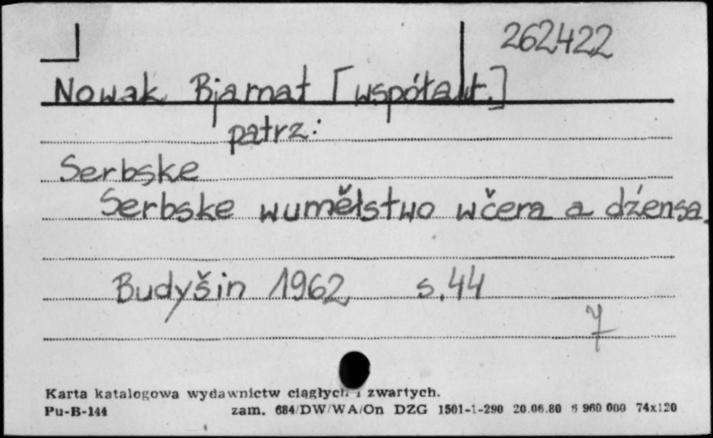 262422
Nowak Bjarnat [współaut.]
patrz:
Serbske
Serbske wumělstwo wčera a dźensa.
Budyšin 1962 s. 44
7
Karta katalogowa wydawnictw ciągłych i zwartych.
Pu-B-144 zam. 684/DW/WA/On DZG 1501-1-290 20.06.80 5 960 000 74x120